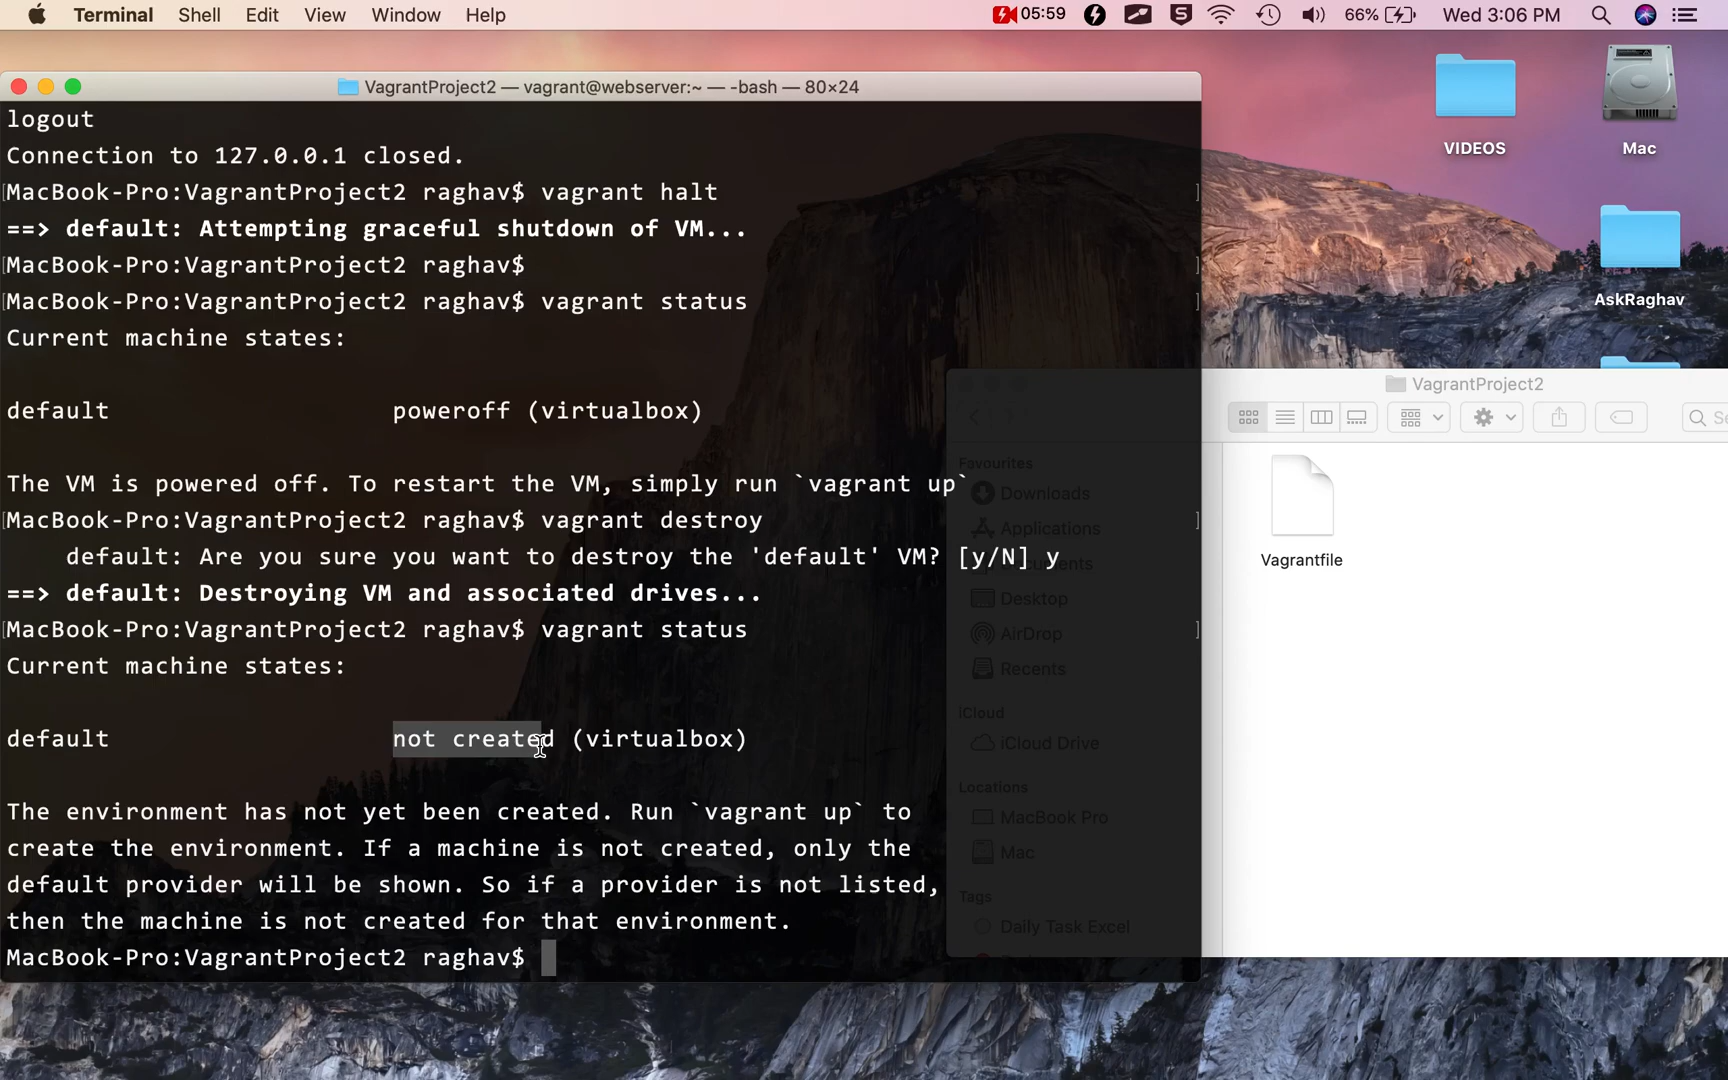 Terminal Shell Edit View Window Help 05:59 66% Wed 3:06 PM
VagrantProject2 — vagrant@webserver:~ — -bash — 80×24
logout
Connection to 127.0.0.1 closed.
[MacBook-Pro:VagrantProject2 raghav$ vagrant halt ]
==> default: Attempting graceful shutdown of VM...
[MacBook-Pro:VagrantProject2 raghav$ ]
[MacBook-Pro:VagrantProject2 raghav$ vagrant status ]
Current machine states:
default poweroff (virtualbox)
The VM is powered off. To restart the VM, simply run `vagrant up`
[MacBook-Pro:VagrantProject2 raghav$ vagrant destroy ]
default: Are you sure you want to destroy the 'default' VM? [y/N] y
==> default: Destroying VM and associated drives...
[MacBook-Pro:VagrantProject2 raghav$ vagrant status ]
Current machine states:
default not created (virtualbox)
The environment has not yet been created. Run `vagrant up` to
create the environment. If a machine is not created, only the
default provider will be shown. So if a provider is not listed,
then the machine is not created for that environment.
MacBook-Pro:VagrantProject2 raghav$
VIDEOS
Mac
AskRaghav
VagrantProject2
Favourites
Downloads
Applications
Documents
Desktop
AirDrop
Recents
iCloud
iCloud Drive
Locations
MacBook Pro
Mac
Tags
Daily Task Excel
Vagrantfile